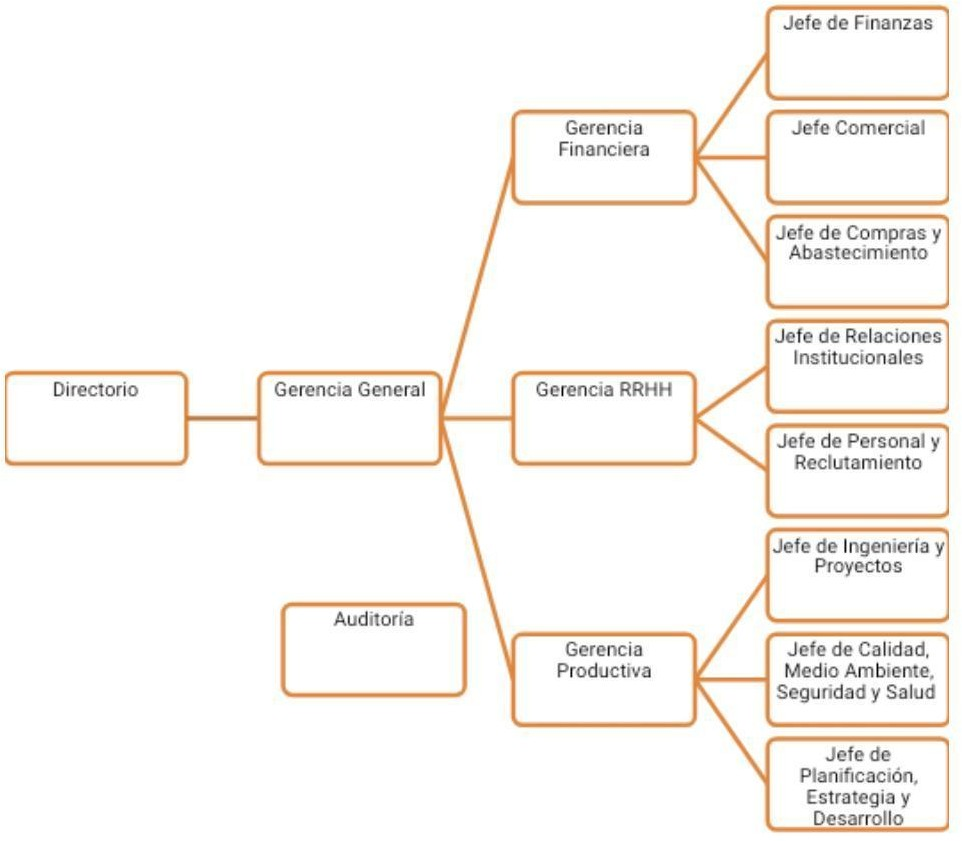 Jefe de Finanzas
Gerencia
Financiera
Jefe Comercial
Jefe de Compras y
Abastecimiento
Directorio
Gerencia General
Gerencia RRHH
Jefe de Relaciones
Institucionales
Jefe de Personal y
Reclutamiento
Auditoría
Gerencia
Productiva
Jefe de Ingeniería y
Proyectos
Jefe de Calidad,
Medio Ambiente,
Seguridad y Salud
Jefe de
Planificación,
Estrategia y
Desarrollo